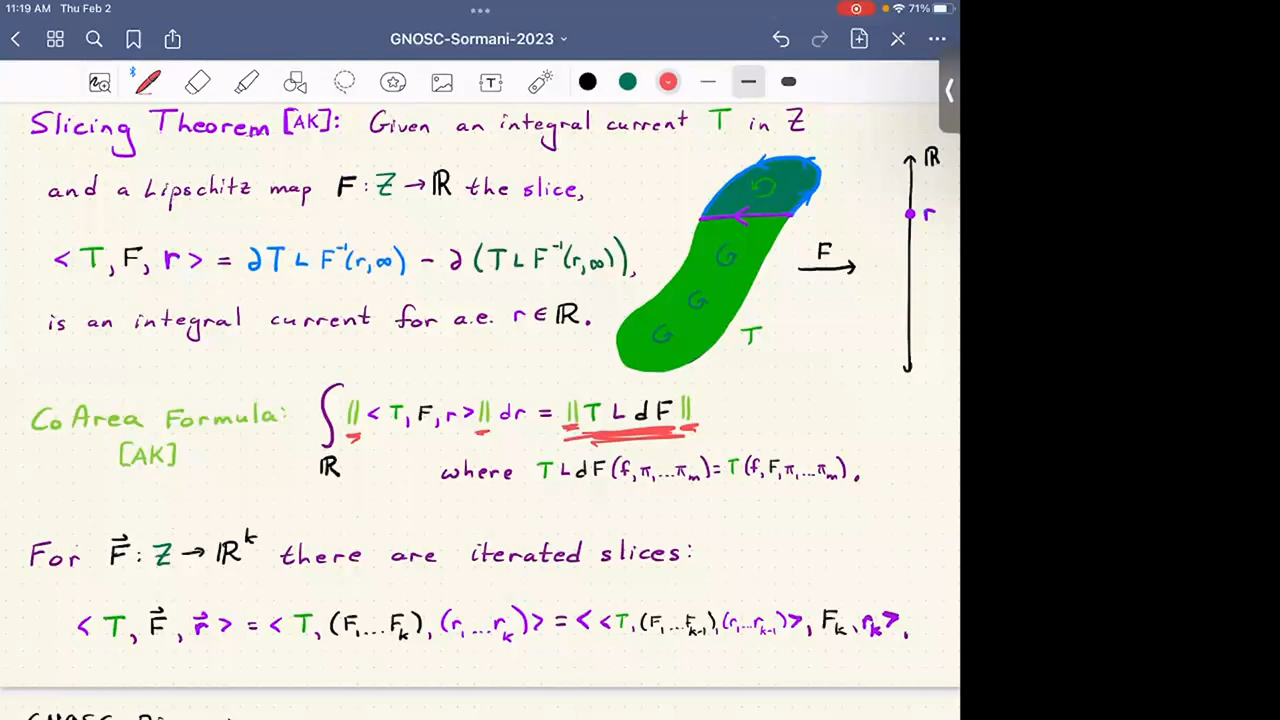 11:19 AM Thu Feb 2
71%
GNOSC-Sormani-2023
Slicing Theorem [AK]: Given an integral current T in Z
and a Lipschitz map F : Z → ℝ the slice,
< T, F, r > = ∂T ⌞ F⁻¹(r,∞) − ∂(T ⌞ F⁻¹(r,∞)),
is an integral current for a.e. r ∈ ℝ.
ℝ
r
F
T
Co Area Formula: ∫ ||< T, F, r >|| dr = ||T ⌞ dF||
[AK]
ℝ
where T ⌞ dF (f, π₁...πₘ) = T(f, F, π₁...πₘ).
For F⃗ : Z → ℝᵏ there are iterated slices:
< T, F⃗, r⃗ > = < T, (F₁...Fₖ), (r₁...rₖ) > = < < T, (F₁...Fₖ₋₁), (r₁...rₖ₋₁) >, Fₖ, rₖ >.